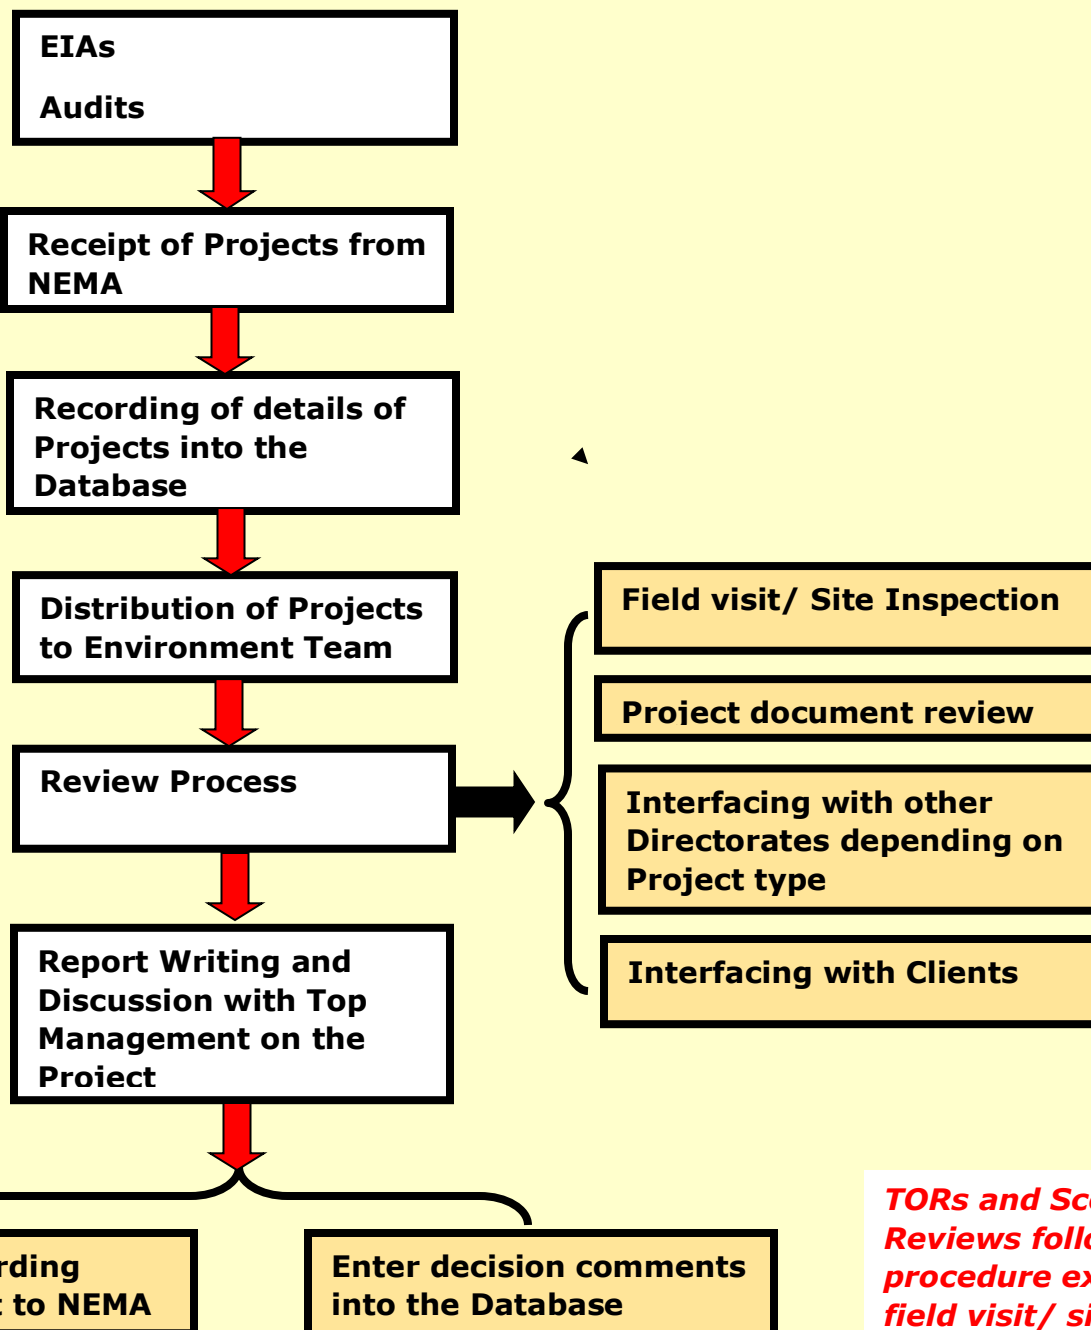 EIAs
Audits
Receipt of Projects from
NEMA
Recording of details of
Projects into the
Database
Distribution of Projects
to Environment Team
Review Process
Field visit/ Site Inspection
Project document review
Interfacing with other
Directorates depending on
Project type
Interfacing with Clients
Report Writing and
Discussion with Top
Management on the
Project
to NEMA
Enter decision comments
into the Database
TORs and
Reviews
procedure
field visit/